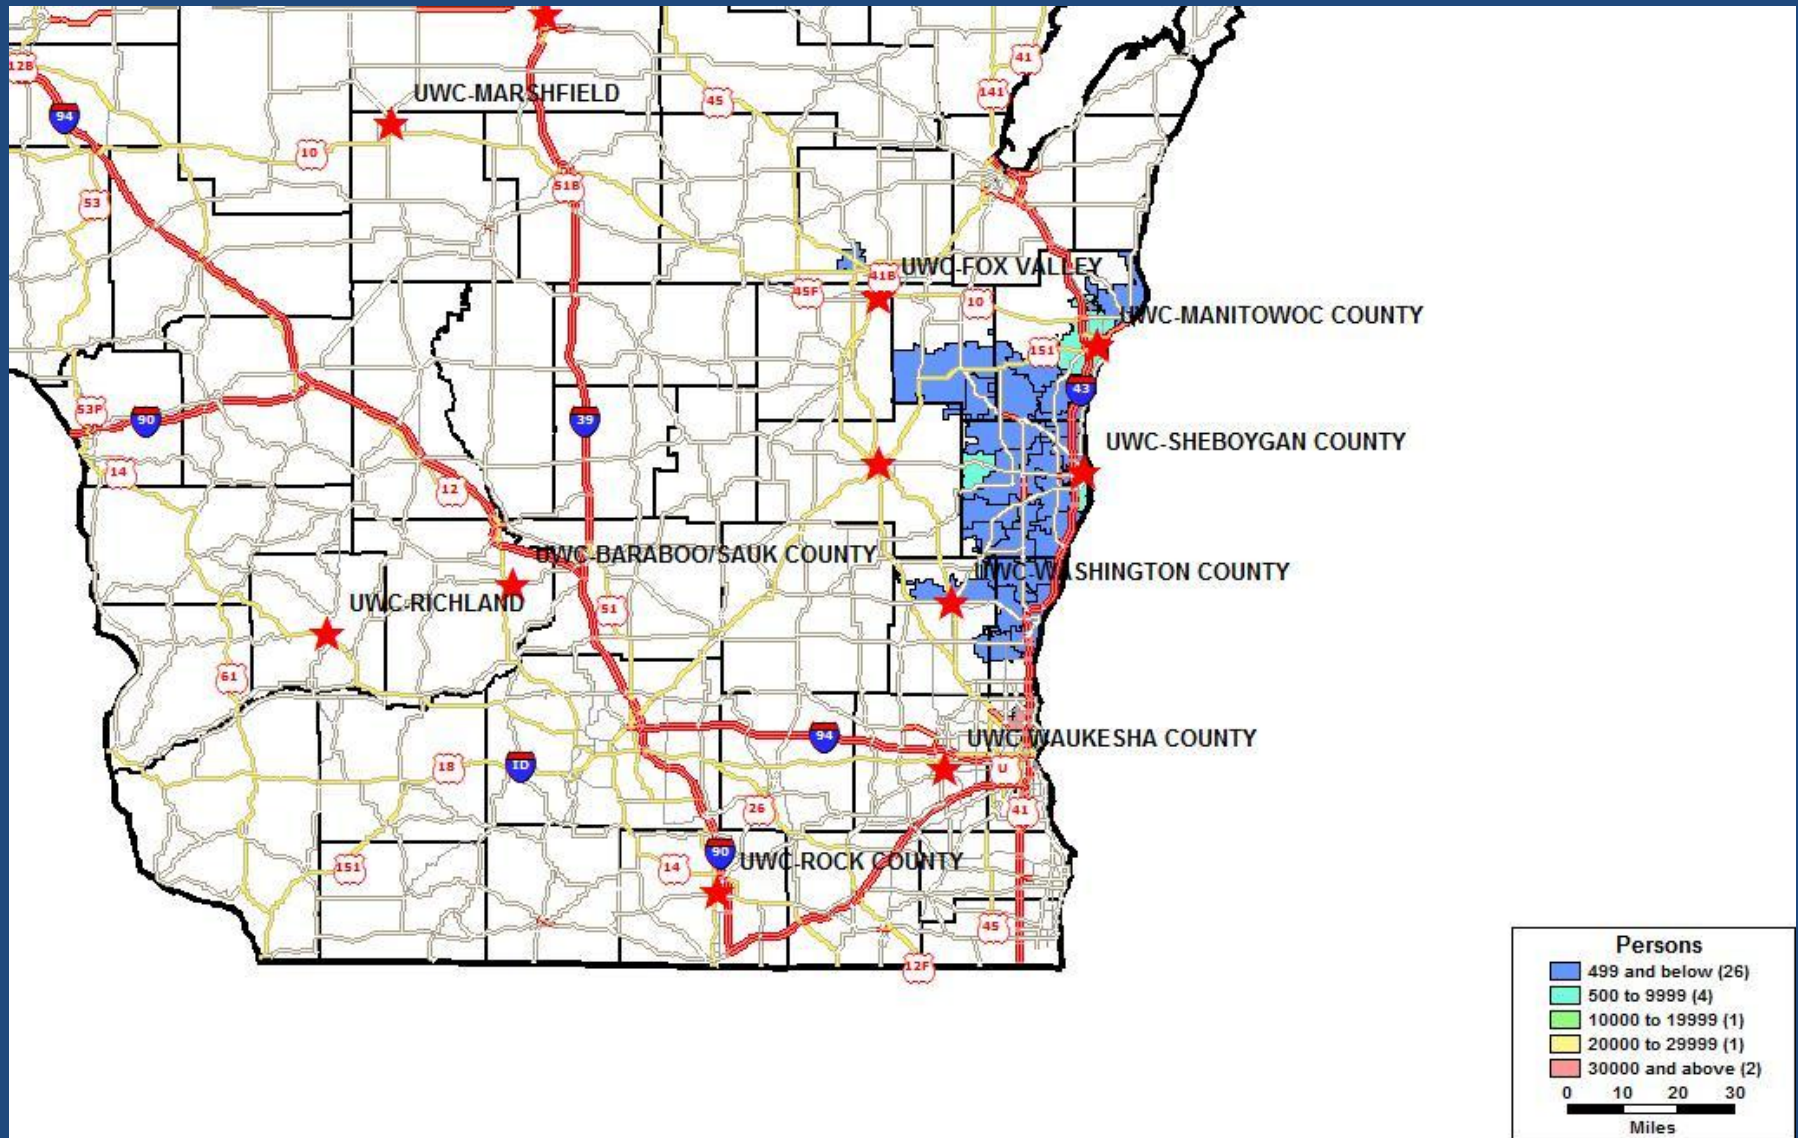 41
12B
UWC-MARSHFIELD
141
45
94
10
51B
53
UWC-FOX VALLEY
41B
45F
10
UWC-MANITOWOC COUNTY
151
43
53P
90
39
UWC-SHEBOYGAN COUNTY
14
12
UWC-BARABOO/SAUK COUNTY
UWC-WASHINGTON COUNTY
UWC-RICHLAND
51
61
94
UWC-WAUKESHA COUNTY
18
ID
U
26
41
90
UWC-ROCK COUNTY
151
14
45
12F
Persons
499 and below (26)
500 to 9999 (4)
10000 to 19999 (1)
20000 to 29999 (1)
30000 and above (2)
0 10 20 30
Miles